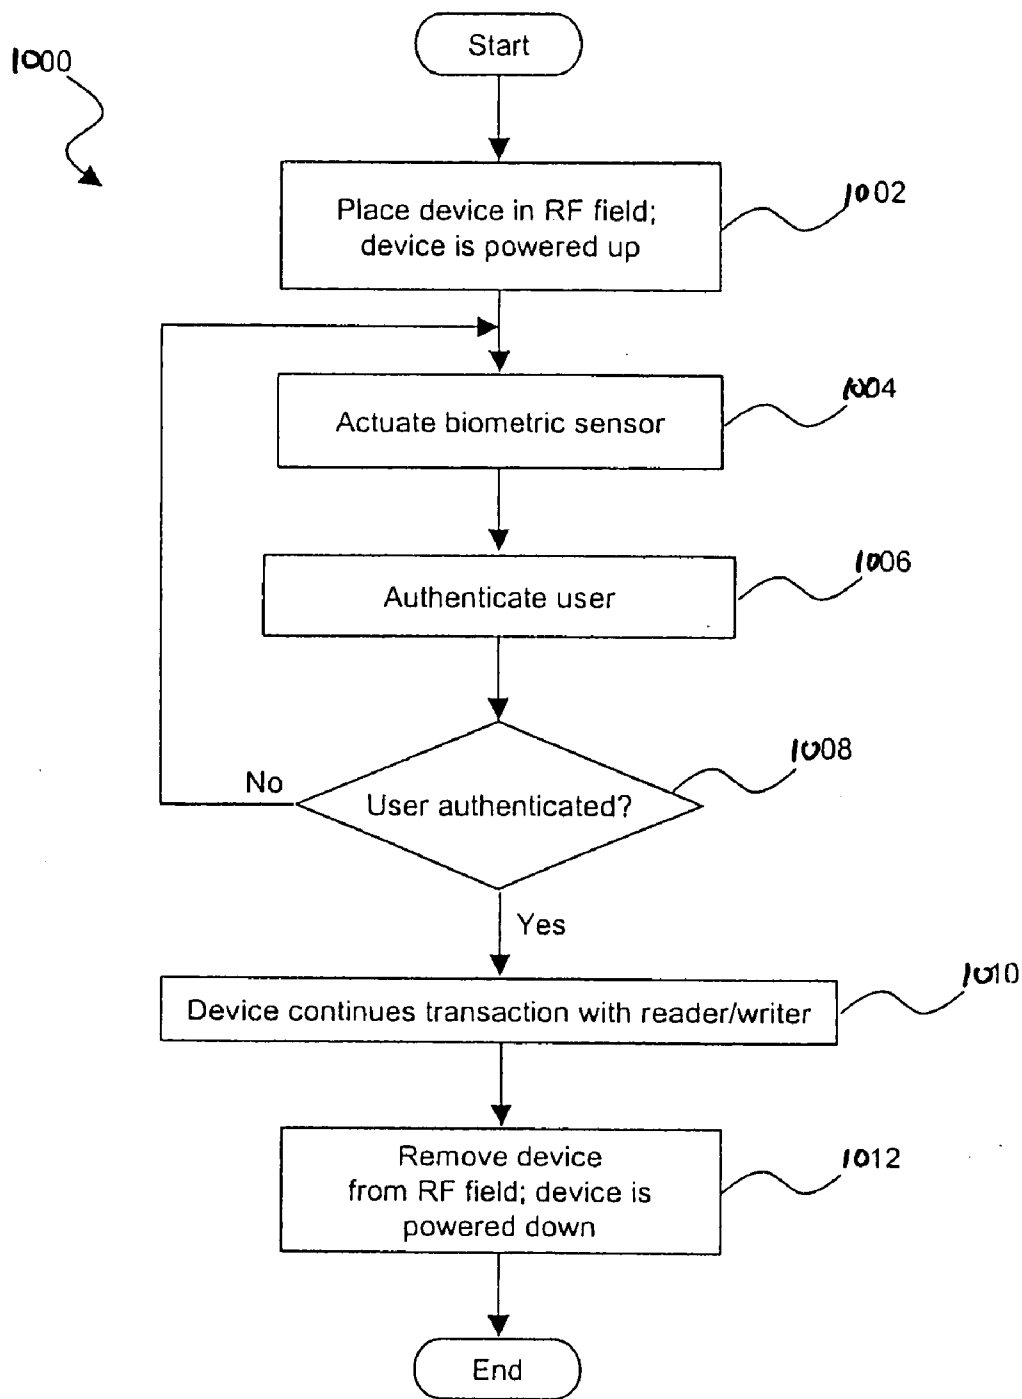 Start
1000
Place device in RF field;
device is powered up
1002
Actuate biometric sensor
1004
Authenticate user
1006
User authenticated?
1008
No
Yes
Device continues transaction with reader/writer
1010
Remove device
from RF field; device is
powered down
1012
End